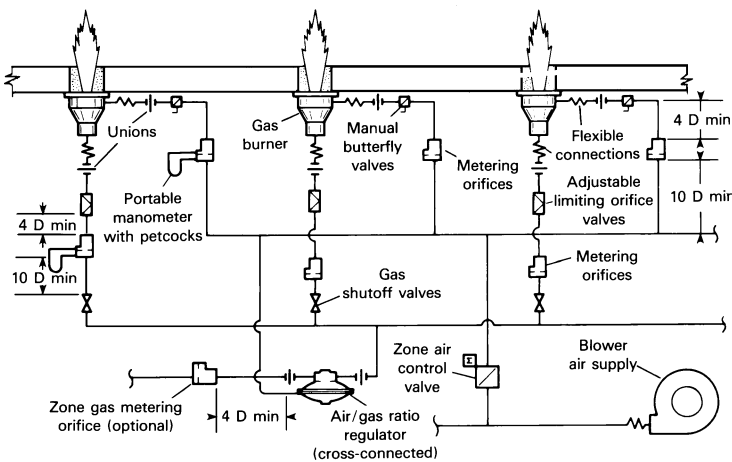 Unions
Gas
burner
Manual
butterfly
valves
Flexible
connections
4 D min
Portable
manometer
with petcocks
Metering
orifices
Adjustable
limiting orifice
valves
10 D min
4 D min
10 D min
Gas
shutoff valves
Metering
orifices
Zone air
control
valve
Blower
air supply
Zone gas metering
orifice (optional)
4 D min
Air/gas ratio
regulator
(cross-connected)